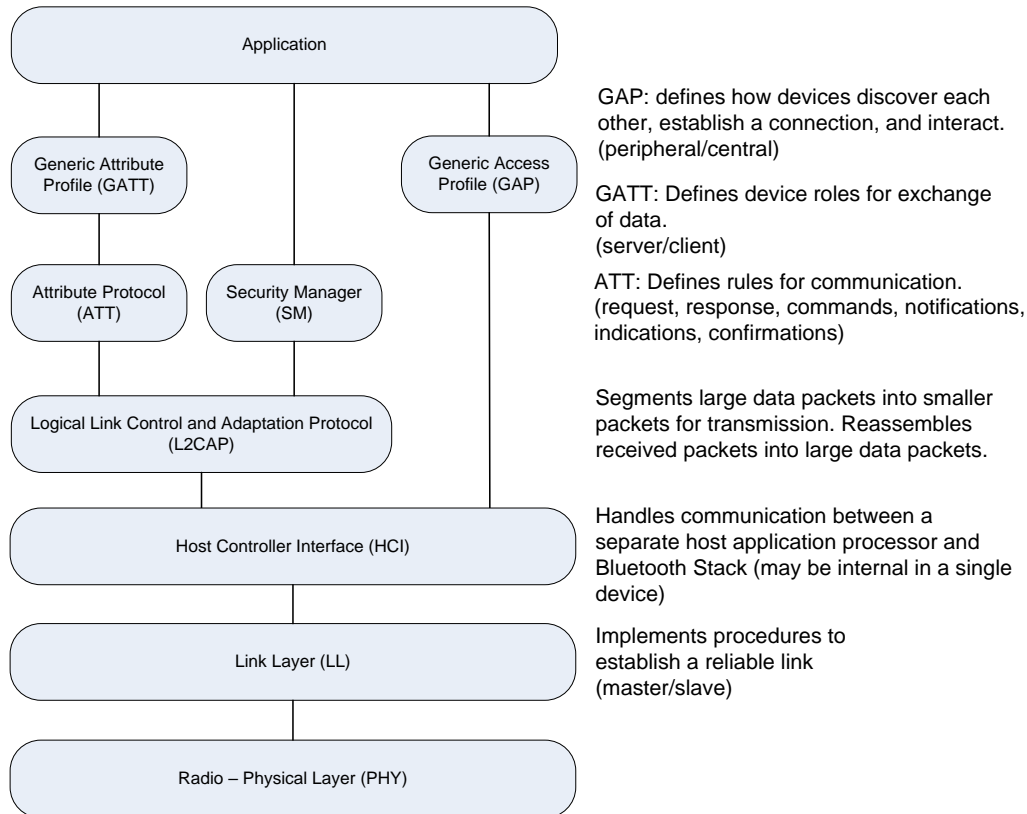 Application
GAP: defines how devices discover each
other, establish a connection, and interact.
(peripheral/central)
Generic Attribute
Profile (GATT)
Generic Access
Profile (GAP)
GATT: Defines device roles for exchange
of data.
(server/client)
Attribute Protocol
(ATT)
Security Manager
(SM)
ATT: Defines rules for communication.
(request, response, commands, notifications,
indications, confirmations)
Logical Link Control and Adaptation Protocol
(L2CAP)
Segments large data packets into smaller
packets for transmission. Reassembles
received packets into large data packets.
Host Controller Interface (HCI)
Handles communication between a
separate host application processor and
Bluetooth Stack (may be internal in a single
device)
Link Layer (LL)
Implements procedures to
establish a reliable link
(master/slave)
Radio – Physical Layer (PHY)